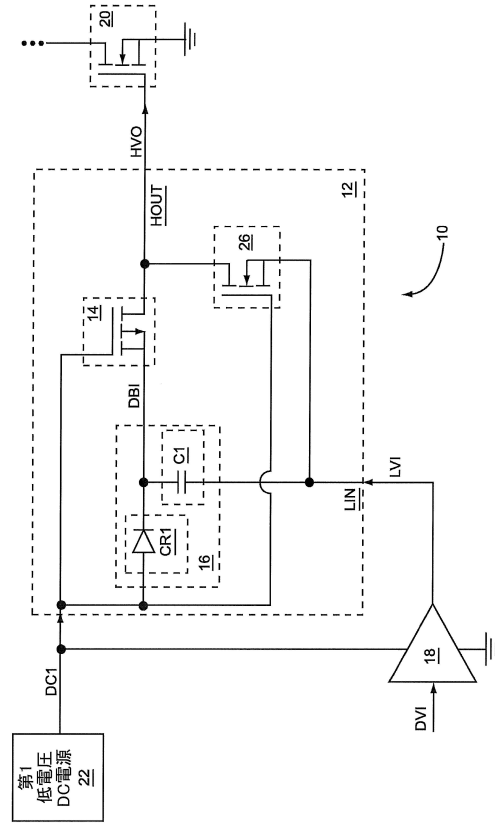 20
HVO
HOUT
12
10
26
14
DBI
C1
CR1
16
LIN
LVI
DC1
18
DVI
第1
低電圧
DC電源
22